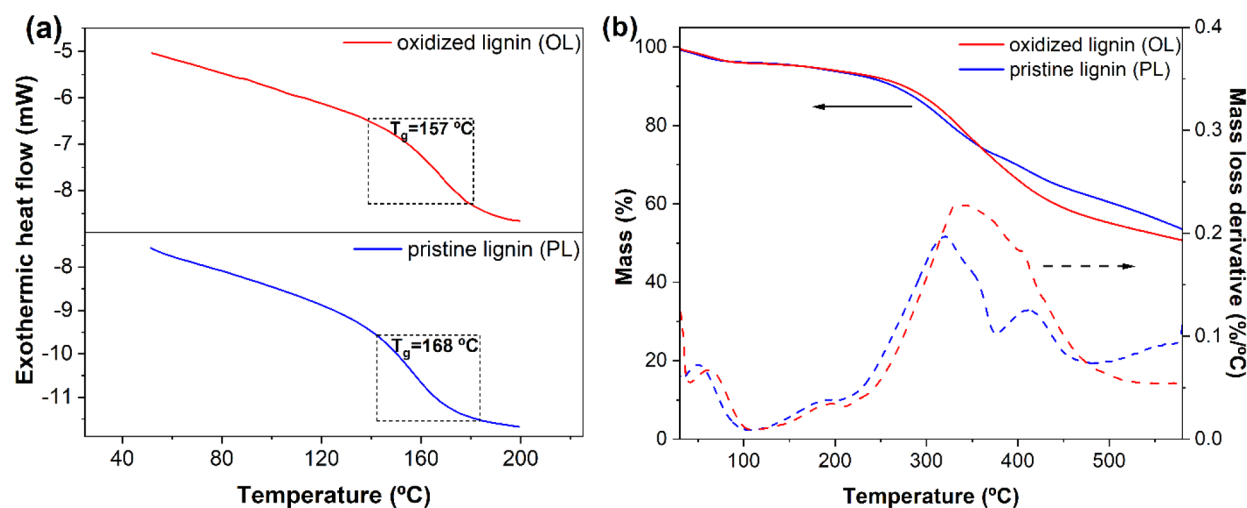 (a)
oxidized lignin (OL)
-5
-6
-7
-8
Tg=157 ºC
pristine lignin (PL)
-8
-9
-10
-11
Tg=168 ºC
Exothermic heat flow (mW)
40
80
120
160
200
Temperature (ºC)
(b)
oxidized lignin (OL)
pristine lignin (PL)
100
80
60
40
20
0
Mass (%)
0.4
0.3
0.2
0.1
0.0
Mass loss derivative (%/ºC)
100
200
300
400
500
Temperature (ºC)